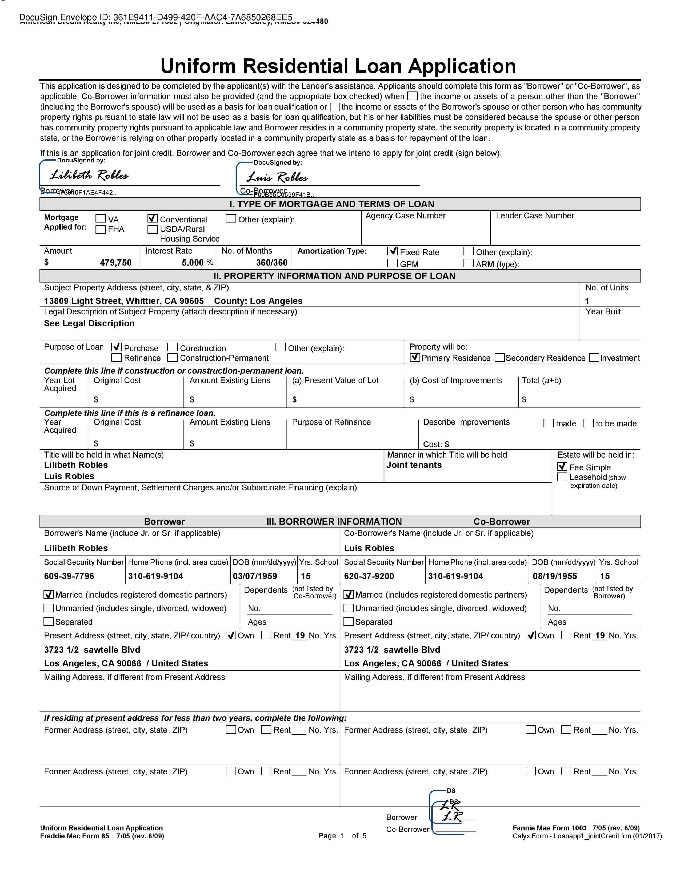 DocuSign Envelope ID: 361E9411-D499-420F-AAC4-7A6850268EE5
Uniform Residential Loan Application
This application is designed to be completed by the applicant(s) with the Lender's assistance. Applicants should complete this form as "Borrower" or "Co-Borrower", as
applicable. Co-Borrower information must also be provided (and the appropriate box checked) when the income or assets of a person other than the "Borrower"
(including the Borrower's spouse) will be used as a basis for loan qualification or the income or assets of the Borrower's spouse or other person who has community
property rights pursuant to state law will not be used as a basis for loan qualification, but his or her liabilities must be considered because the spouse or other person
has community property rights pursuant to applicable law and Borrower resides in a community property state, the security property is located in a community property
state, or the Borrower is relying on other property located in a community property state as a basis for repayment of the loan.
If this is an application for joint credit, Borrower and Co-Borrower each agree that we intend to apply for joint credit (sign below):
DocuSigned by: DocuSigned by:
Lilibeth Robles Luis Robles
Borrower Co-Borrower
I. TYPE OF MORTGAGE AND TERMS OF LOAN
Mortgage Applied for: VA Conventional Other (explain): Agency Case Number Lender Case Number
FHA USDA/Rural Housing Service
Amount Interest Rate No. of Months Amortization Type: Fixed Rate Other (explain):
$ 479,750 5.000 % 360/360 GPM ARM (type):
II. PROPERTY INFORMATION AND PURPOSE OF LOAN
Subject Property Address (street, city, state, & ZIP) No. of Units
13809 Light Street, Whittier, CA 90605 County: Los Angeles 1
Legal Description of Subject Property (attach description if necessary) Year Built
See Legal Discription
Purpose of Loan Purchase Construction Other (explain): Property will be:
Refinance Construction-Permanent Primary Residence Secondary Residence Investment
Complete this line if construction or construction-permanent loan.
Year Lot Acquired Original Cost Amount Existing Liens (a) Present Value of Lot (b) Cost of Improvements Total (a+b)
$ $ $ $ $
Complete this line if this is a refinance loan.
Year Acquired Original Cost Amount Existing Liens Purpose of Refinance Describe Improvements made to be made
$ $ Cost: $
Title will be held in what Name(s) Manner in which Title will be held Estate will be held in:
Lilibeth Robles Joint tenants Fee Simple
Luis Robles Leasehold (show expiration date)
Source of Down Payment, Settlement Charges and/or Subordinate Financing (explain)
Borrower III. BORROWER INFORMATION Co-Borrower
Borrower's Name (include Jr. or Sr. if applicable) Co-Borrower's Name (include Jr. or Sr. if applicable)
Lilibeth Robles Luis Robles
Social Security Number Home Phone (incl. area code) DOB (mm/dd/yyyy) Yrs. School Social Security Number Home Phone (incl. area code) DOB (mm/dd/yyyy) Yrs. School
609-39-7796 310-619-9104 03/07/1959 15 620-37-9200 310-619-9104 08/19/1955 15
Married (includes registered domestic partners) Dependents (not listed by Co-Borrower) Married (includes registered domestic partners) Dependents (not listed by Borrower)
Unmarried (includes single, divorced, widowed) No. Unmarried (includes single, divorced, widowed) No.
Separated Ages Separated Ages
Present Address (street, city, state, ZIP/ country) Own Rent 19 No. Yrs. Present Address (street, city, state, ZIP/ country) Own Rent 19 No. Yrs.
3723 1/2 sawtelle Blvd 3723 1/2 sawtelle Blvd
Los Angeles, CA 90066 / United States Los Angeles, CA 90066 / United States
Mailing Address, if different from Present Address Mailing Address, if different from Present Address
If residing at present address for less than two years, complete the following:
Former Address (street, city, state, ZIP) Own Rent No. Yrs. Former Address (street, city, state, ZIP) Own Rent No. Yrs.
Former Address (street, city, state, ZIP) Own Rent No. Yrs. Former Address (street, city, state, ZIP) Own Rent No. Yrs.
DS
Borrower LR
Co-Borrower LR
Uniform Residential Loan Application Fannie Mae Form 1003 7/05 (rev. 6/09)
Freddie Mac Form 65 7/05 (rev. 6/09) Page 1 of 5 Calyx Form - Loanapp1_jointCredit.frm (01/2017)